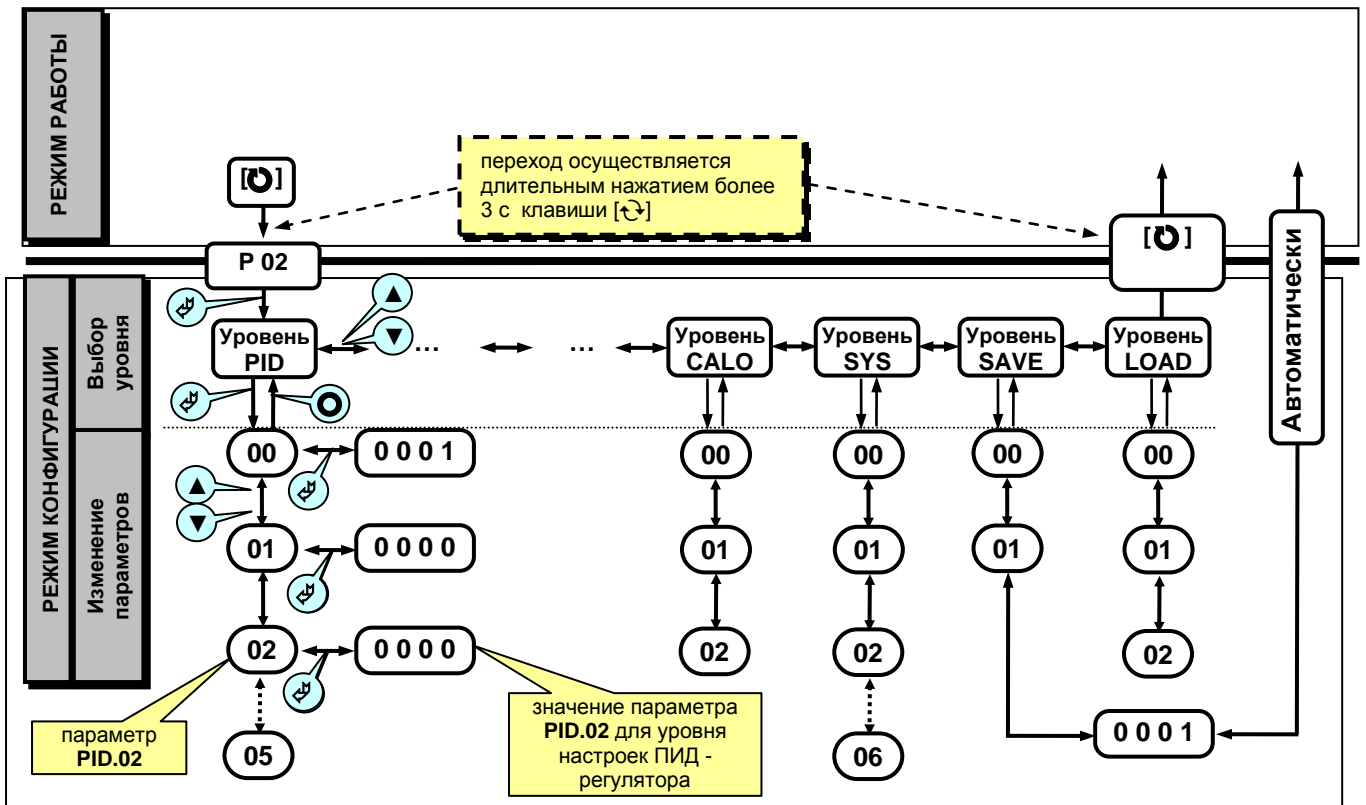 РЕЖИМ РАБОТЫ
переход осуществляется
длительным нажатием более
3 с клавиши [↻]
[↻]
[↻]
P 02
РЕЖИМ КОНФИГУРАЦИИ
Выбор
уровня
▲
▼
Уровень
PID
... ...
Уровень
CALO
Уровень
SYS
Уровень
SAVE
Уровень
LOAD
Автоматически
Изменение
параметров
00
0 0 0 1
00
00
00
00
▲
▼
01
0 0 0 0
01
01
01
01
02
0 0 0 0
02
02
02
параметр
PID.02
05
значение параметра
PID.02 для уровня
настроек ПИД -
регулятора
06
0 0 0 1